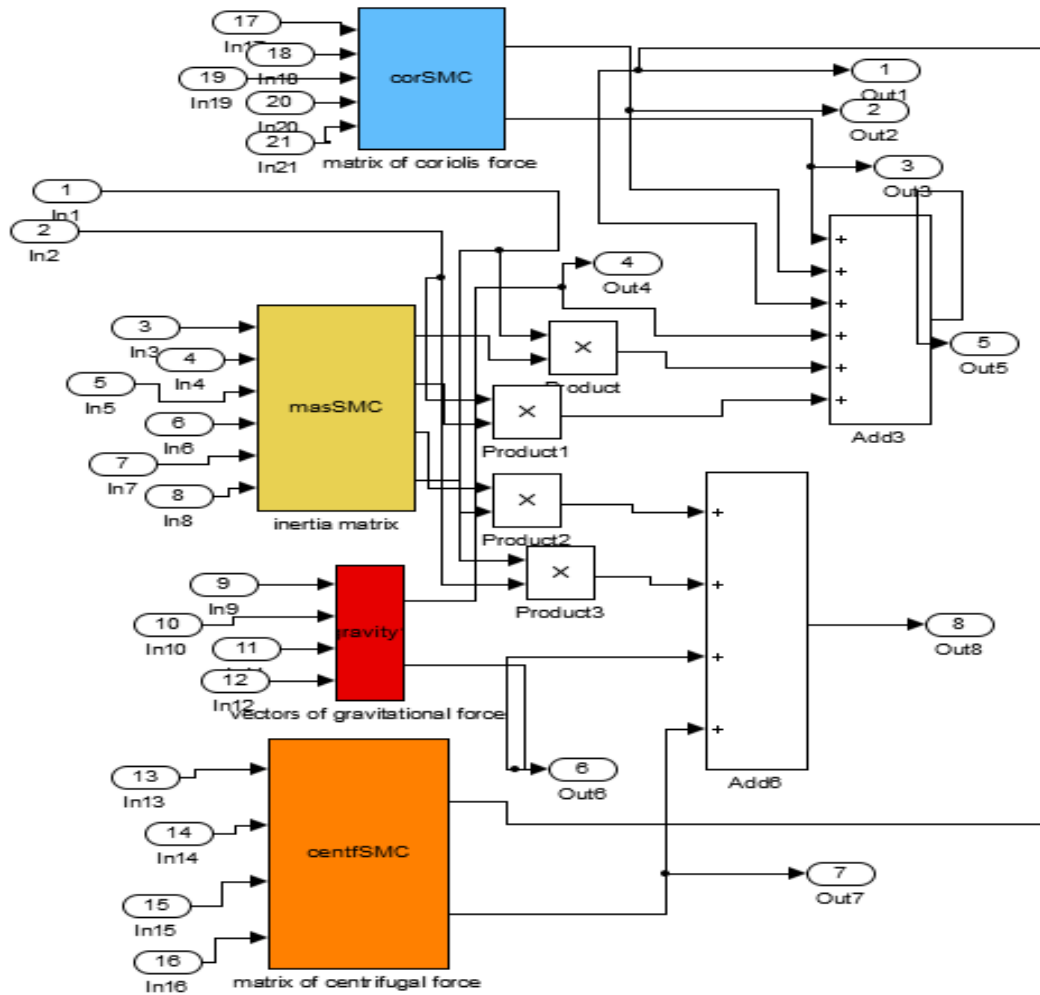 17
In17
18
In18
19
In19
20
In20
21
In21
corSMC
matrix of coriolis force
1
Out1
2
Out2
3
Out3
1
In1
2
In2
4
Out4
3
In3
4
In4
5
In5
6
In6
7
In7
8
In8
masSMC
inertia matrix
×
Product
×
Product1
×
Product2
×
Product3
+
+
+
+
+
+
Add3
5
Out5
9
In9
10
In10
11
12
In12
gravity
vectors of gravitational force
+
+
+
+
Add6
8
Out8
6
Out6
13
In13
14
In14
15
In15
16
In16
centfSMC
matrix of centrifugal force
7
Out7